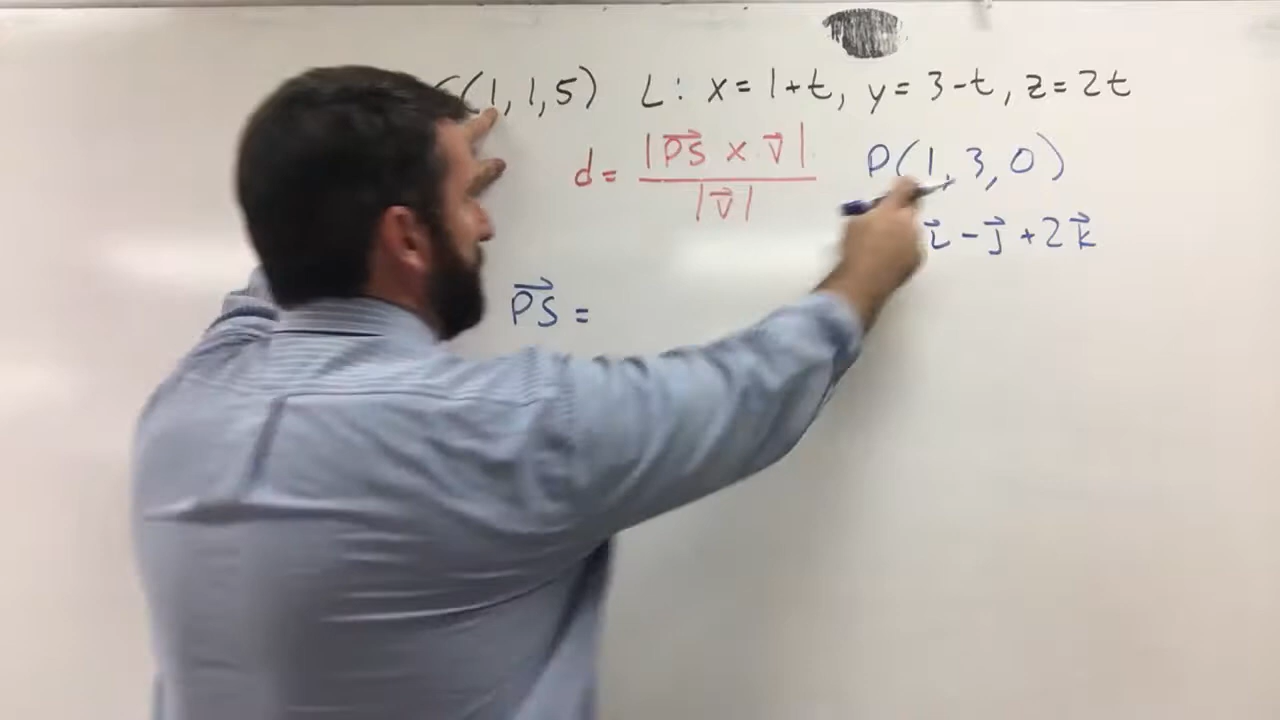 (1, 1, 5) L: x = 1+t, y = 3-t, z = 2t
d = |PS⃗ × v⃗| / |v⃗| P(1, 3, 0)
i⃗ - j⃗ + 2k⃗
PS⃗ =